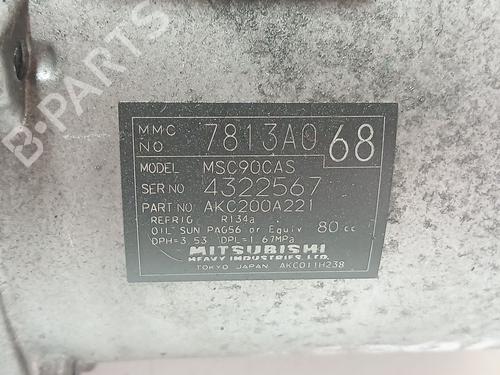 B-PARTS
MMC NO 7813A0 68
MODEL MSC90CAS
SER NO 4322567
PART NO AKC200A221
REFRIG R134a
OIL SUN PAG56 or Equiv 80 cc
DPH=3.53 DPL=1.67MPa
MITSUBISHI
HEAVY INDUSTRIES, LTD.
TOKYO JAPAN AKC011H238